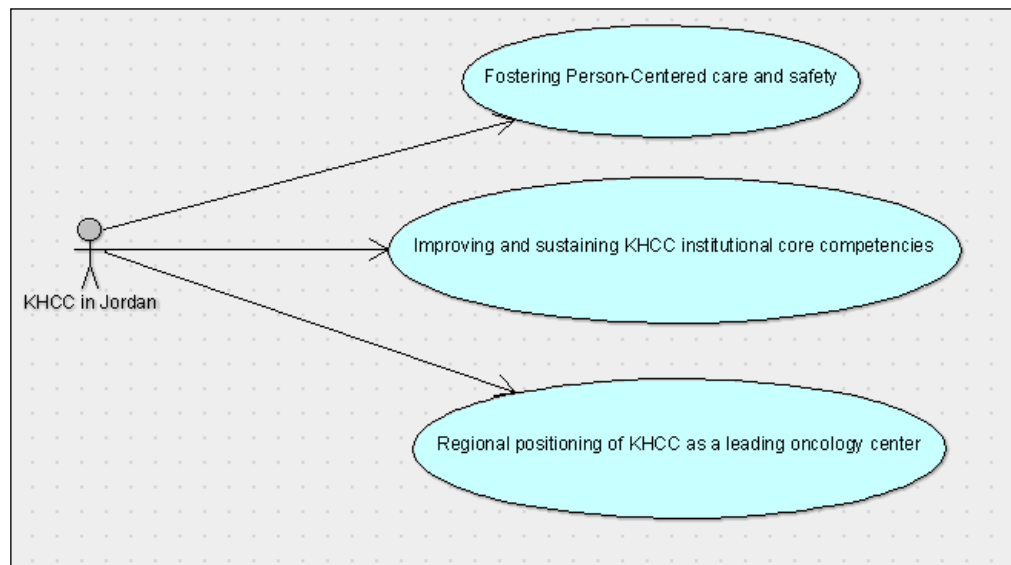 Fostering Person-Centered care and safety
Improving and sustaining KHCC institutional core competencies
KHCC in Jordan
Regional positioning of KHCC as a leading oncology center